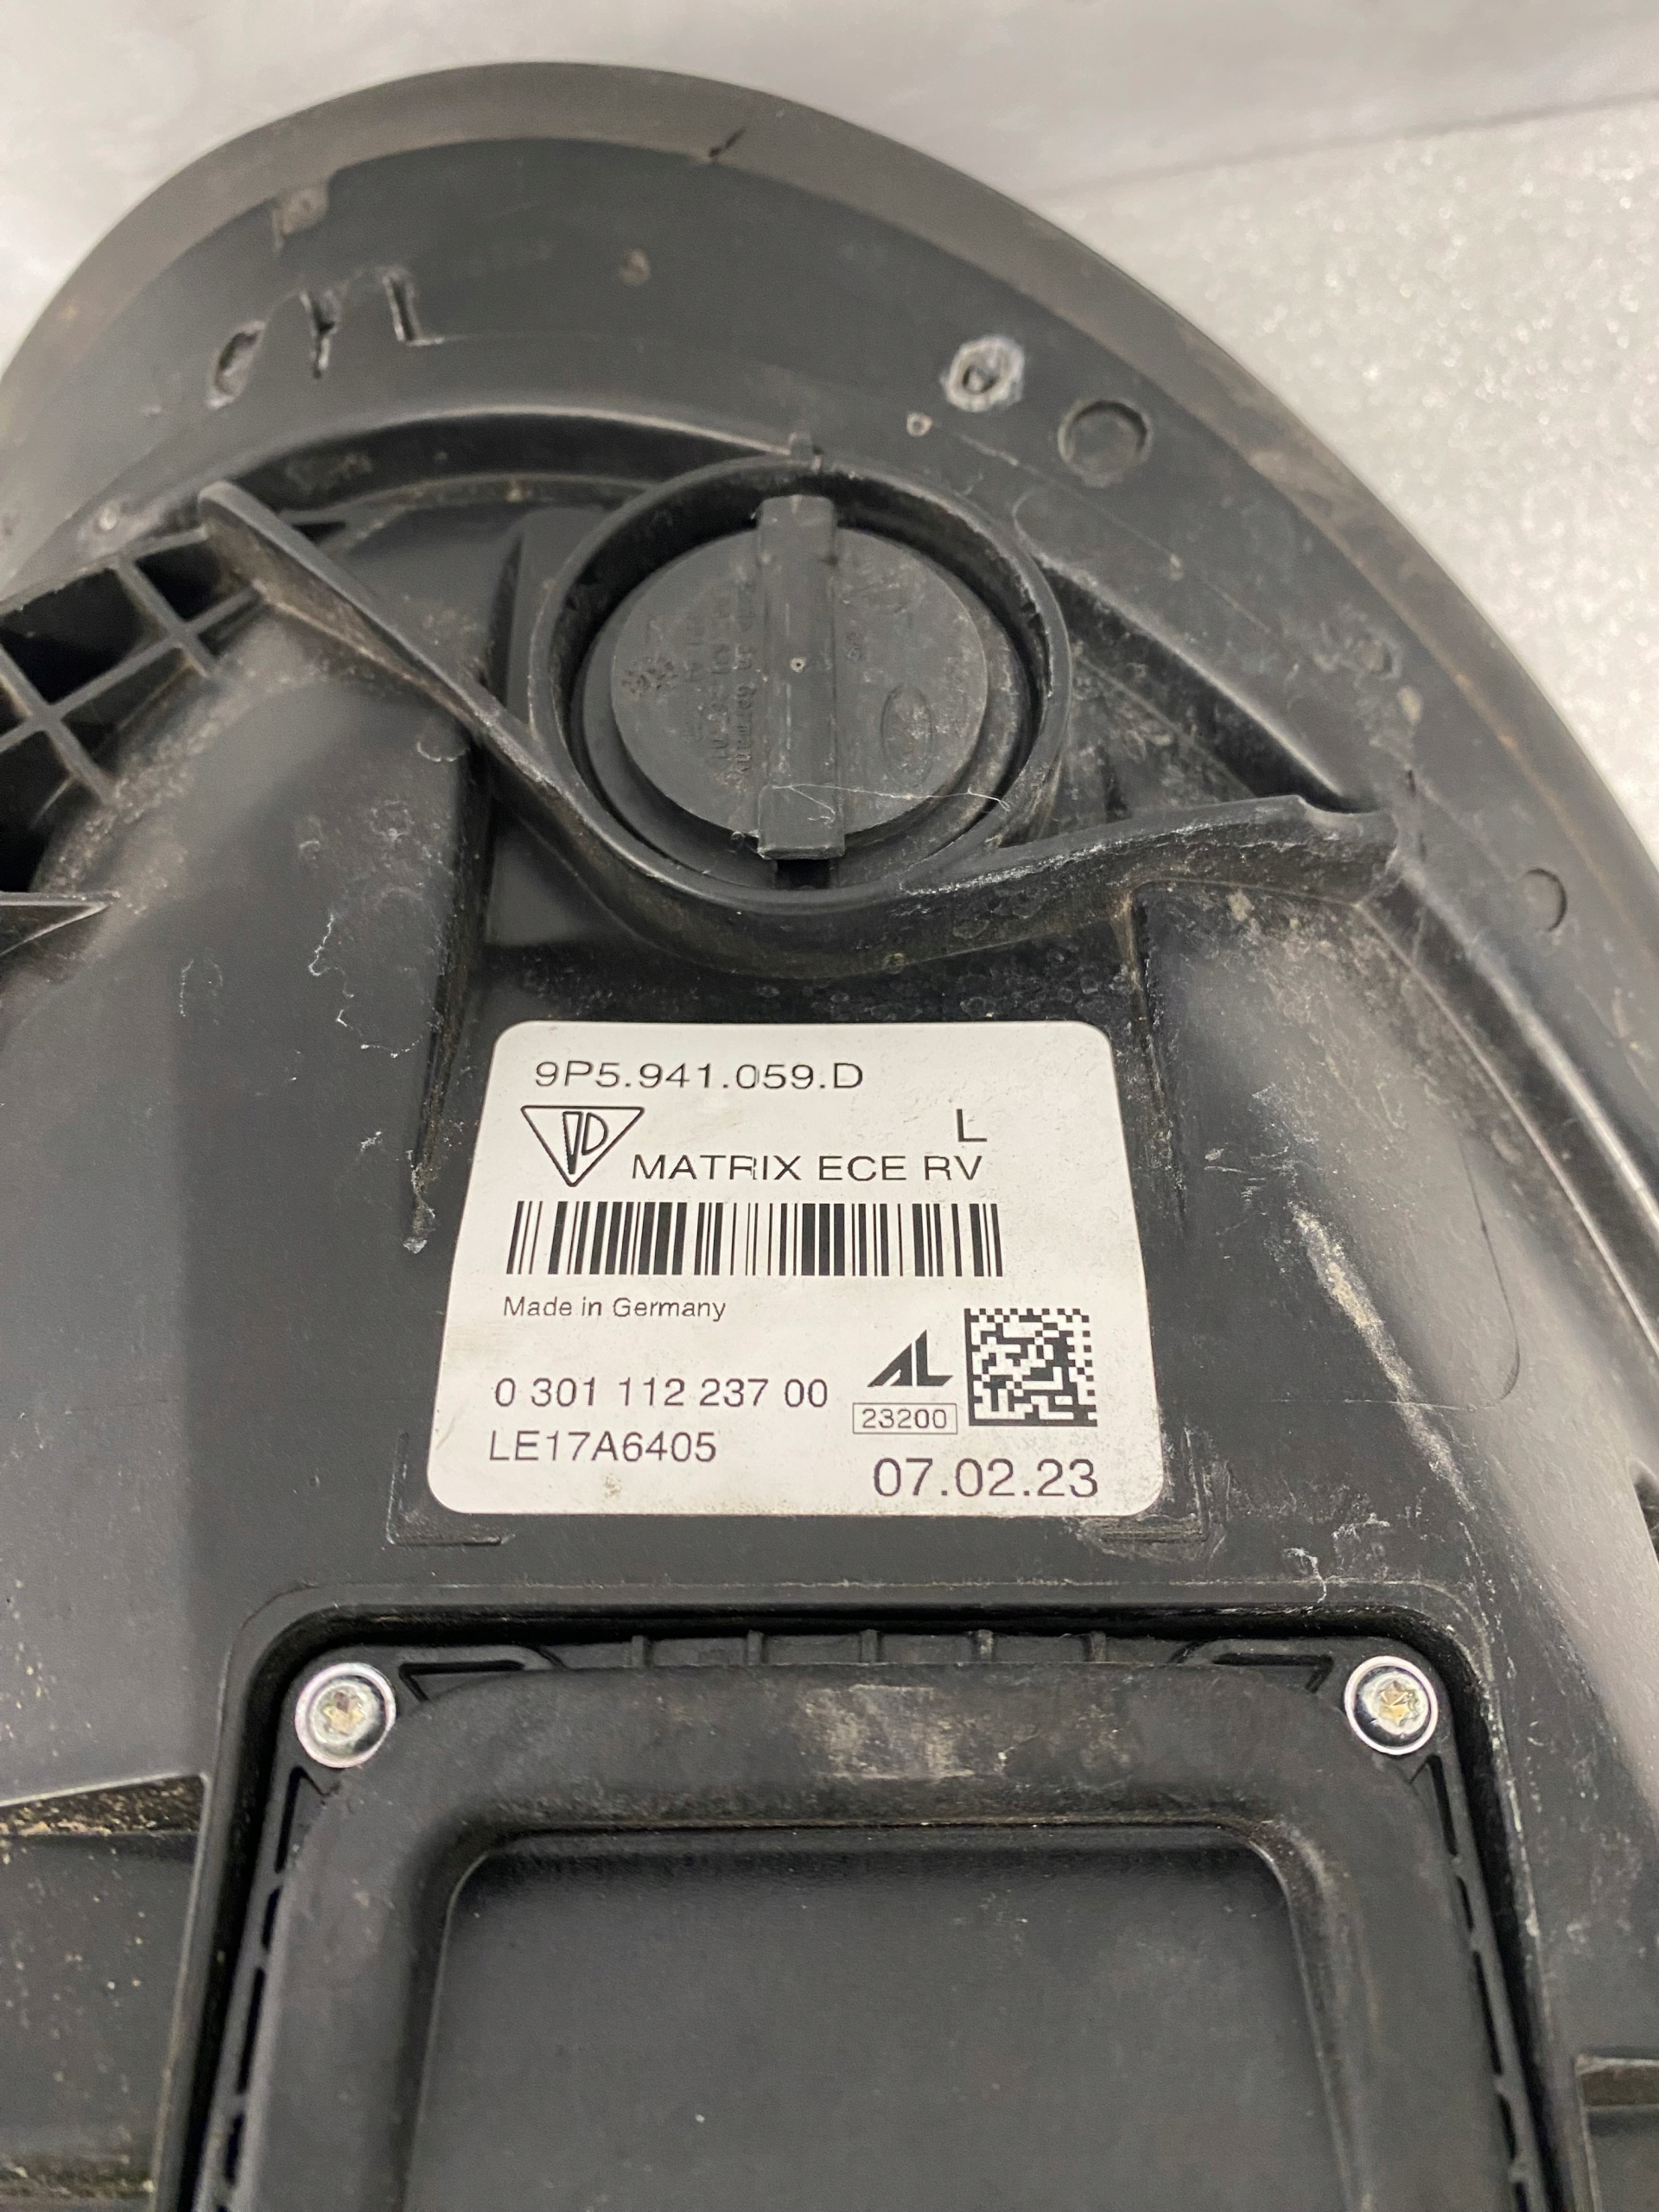 9P5.941.059.D
L
MATRIX ECE RV
Made in Germany
AL
0 301 112 237 00
23200
LE17A6405
07.02.23